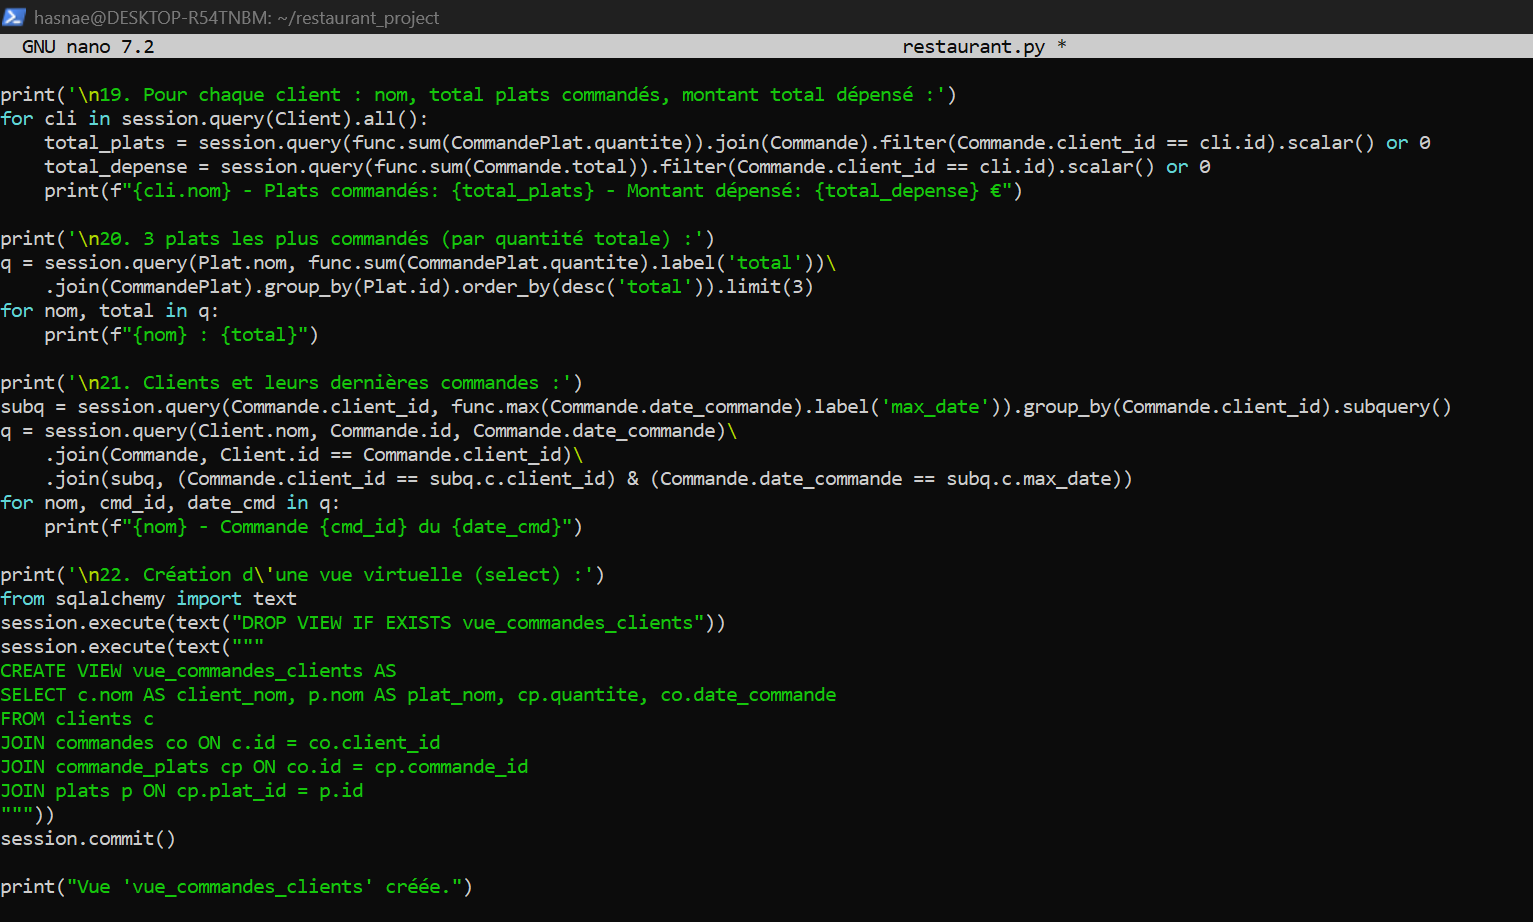 hasnae@DESKTOP-R54TNBM: ~/restaurant_project
GNU nano 7.2 restaurant.py *
print('\n19. Pour chaque client : nom, total plats commandés, montant total dépensé :')
for cli in session.query(Client).all():
    total_plats = session.query(func.sum(CommandePlat.quantite)).join(Commande).filter(Commande.client_id == cli.id).scalar() or 0
    total_depense = session.query(func.sum(Commande.total)).filter(Commande.client_id == cli.id).scalar() or 0
    print(f"{cli.nom} - Plats commandés: {total_plats} - Montant dépensé: {total_depense} €")
print('\n20. 3 plats les plus commandés (par quantité totale) :')
q = session.query(Plat.nom, func.sum(CommandePlat.quantite).label('total'))\
    .join(CommandePlat).group_by(Plat.id).order_by(desc('total')).limit(3)
for nom, total in q:
    print(f"{nom} : {total}")
print('\n21. Clients et leurs dernières commandes :')
subq = session.query(Commande.client_id, func.max(Commande.date_commande).label('max_date')).group_by(Commande.client_id).subquery()
q = session.query(Client.nom, Commande.id, Commande.date_commande)\
    .join(Commande, Client.id == Commande.client_id)\
    .join(subq, (Commande.client_id == subq.c.client_id) & (Commande.date_commande == subq.c.max_date))
for nom, cmd_id, date_cmd in q:
    print(f"{nom} - Commande {cmd_id} du {date_cmd}")
print('\n22. Création d\'une vue virtuelle (select) :')
from sqlalchemy import text
session.execute(text("DROP VIEW IF EXISTS vue_commandes_clients"))
session.execute(text("""
CREATE VIEW vue_commandes_clients AS
SELECT c.nom AS client_nom, p.nom AS plat_nom, cp.quantite, co.date_commande
FROM clients c
JOIN commandes co ON c.id = co.client_id
JOIN commande_plats cp ON co.id = cp.commande_id
JOIN plats p ON cp.plat_id = p.id
"""))
session.commit()
print("Vue 'vue_commandes_clients' créée.")